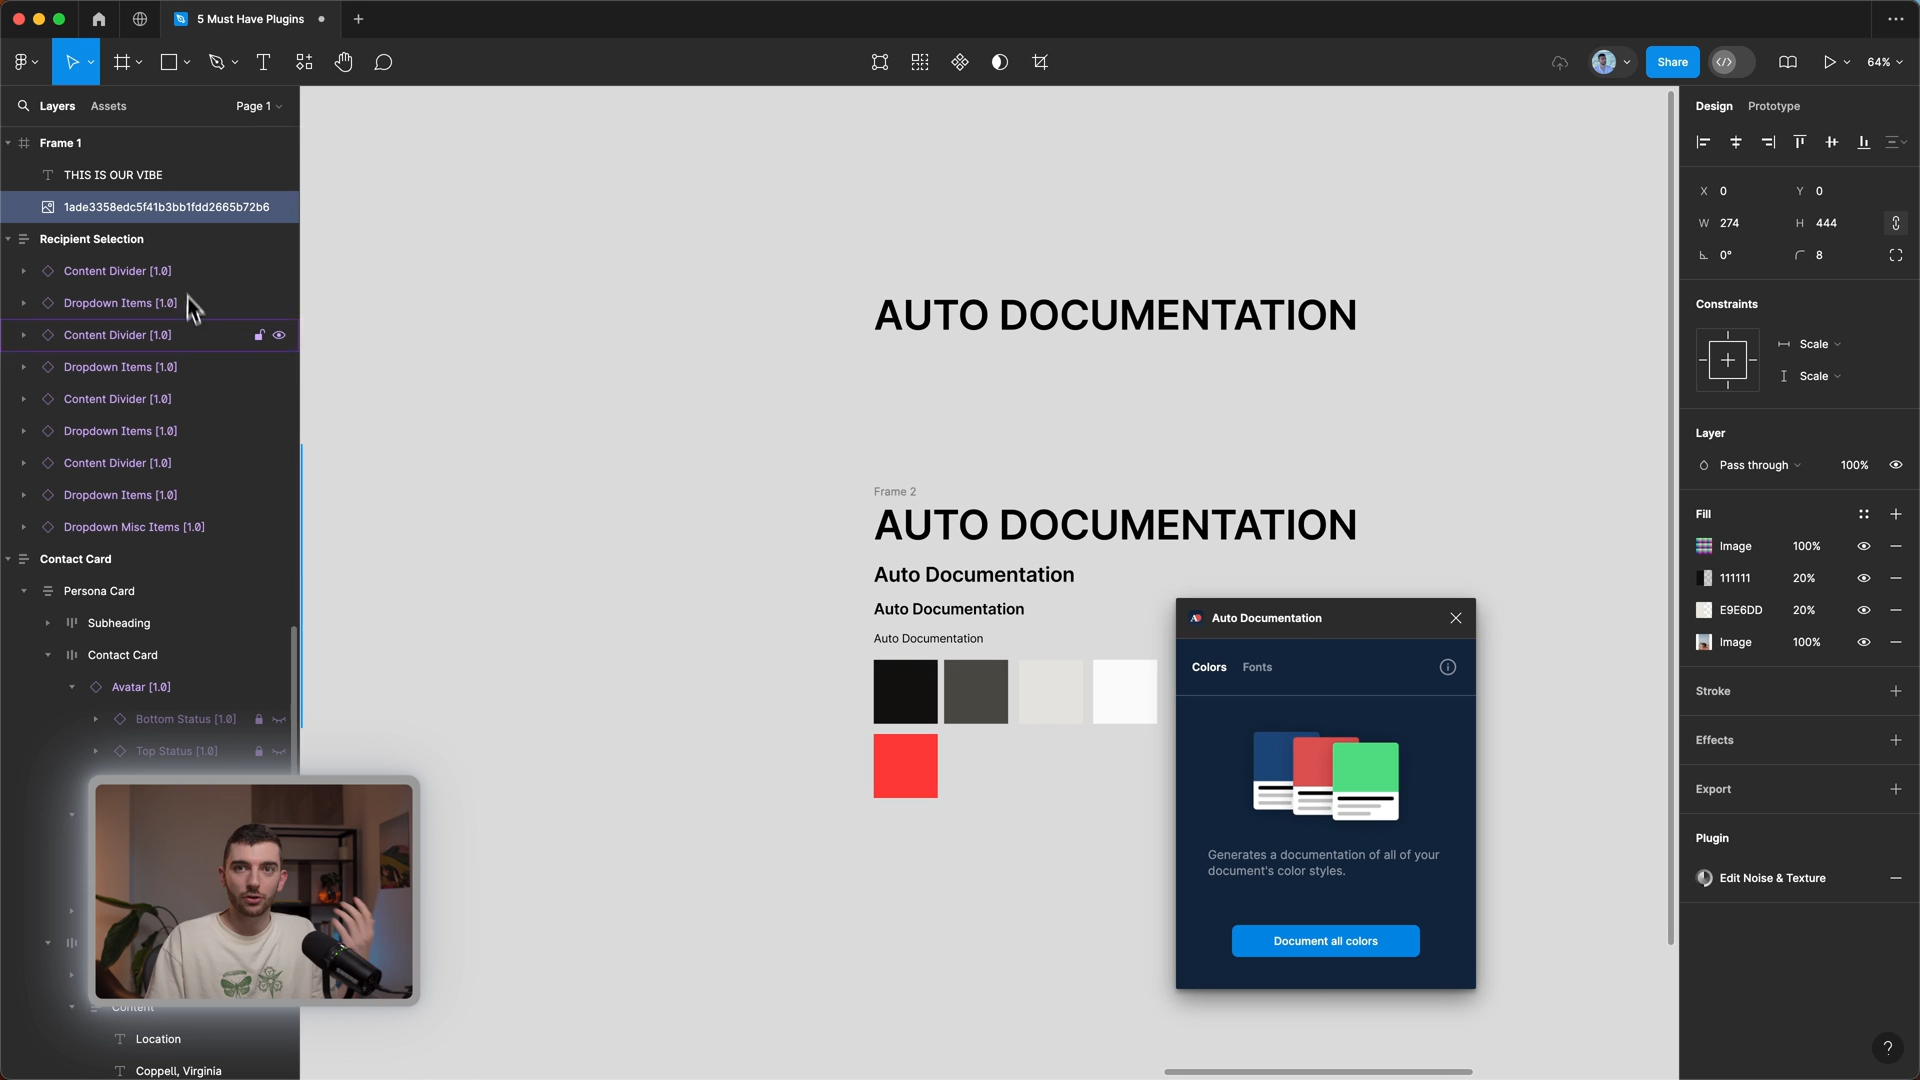 5 Must Have Plugins
Share
64%
Layers
Assets
Page 1
Design
Prototype
Frame 1
THIS IS OUR VIBE
1ade3358edc5f41b3bb1fdd2665b72b6
Recipient Selection
Content Divider [1.0]
Dropdown Items [1.0]
Content Divider [1.0]
Dropdown Items [1.0]
Content Divider [1.0]
Dropdown Items [1.0]
Content Divider [1.0]
Dropdown Items [1.0]
Dropdown Misc Items [1.0]
Contact Card
Persona Card
Subheading
Contact Card
Avatar [1.0]
Bottom Status [1.0]
Top Status [1.0]
Content
Location
Coppell, Virginia
AUTO DOCUMENTATION
Frame 2
AUTO DOCUMENTATION
Auto Documentation
Auto Documentation
Auto Documentation
Auto Documentation
Colors
Fonts
Generates a documentation of all of your
document's color styles.
Document all colors
X 0
Y 0
W 274
H 444
0°
8
Constraints
Scale
Scale
Layer
Pass through
100%
Fill
Image 100%
111111 20%
E9E6DD 20%
Image 100%
Stroke
Effects
Export
Plugin
Edit Noise & Texture
?